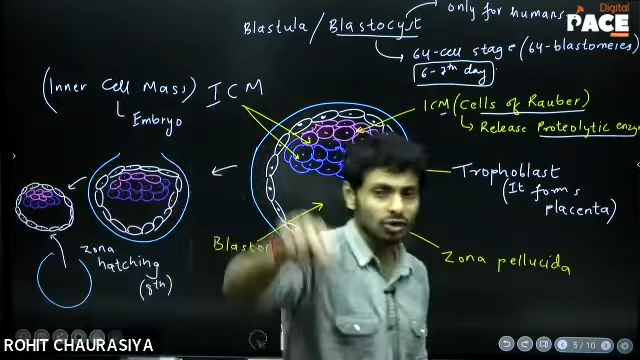 only for humans
Digital
PACE
Blastula / Blastocyst
64-cell stage (64-blastomeres)
6-7th day
(Inner Cell Mass) ICM
Embryo
ICM (Cells of Rauber)
Release Proteolytic enzy
Trophoblast
(It forms
placenta)
Blasto
Zona pellucida
Zona
hatching
(8th)
ROHIT CHAURASIYA
5 / 10